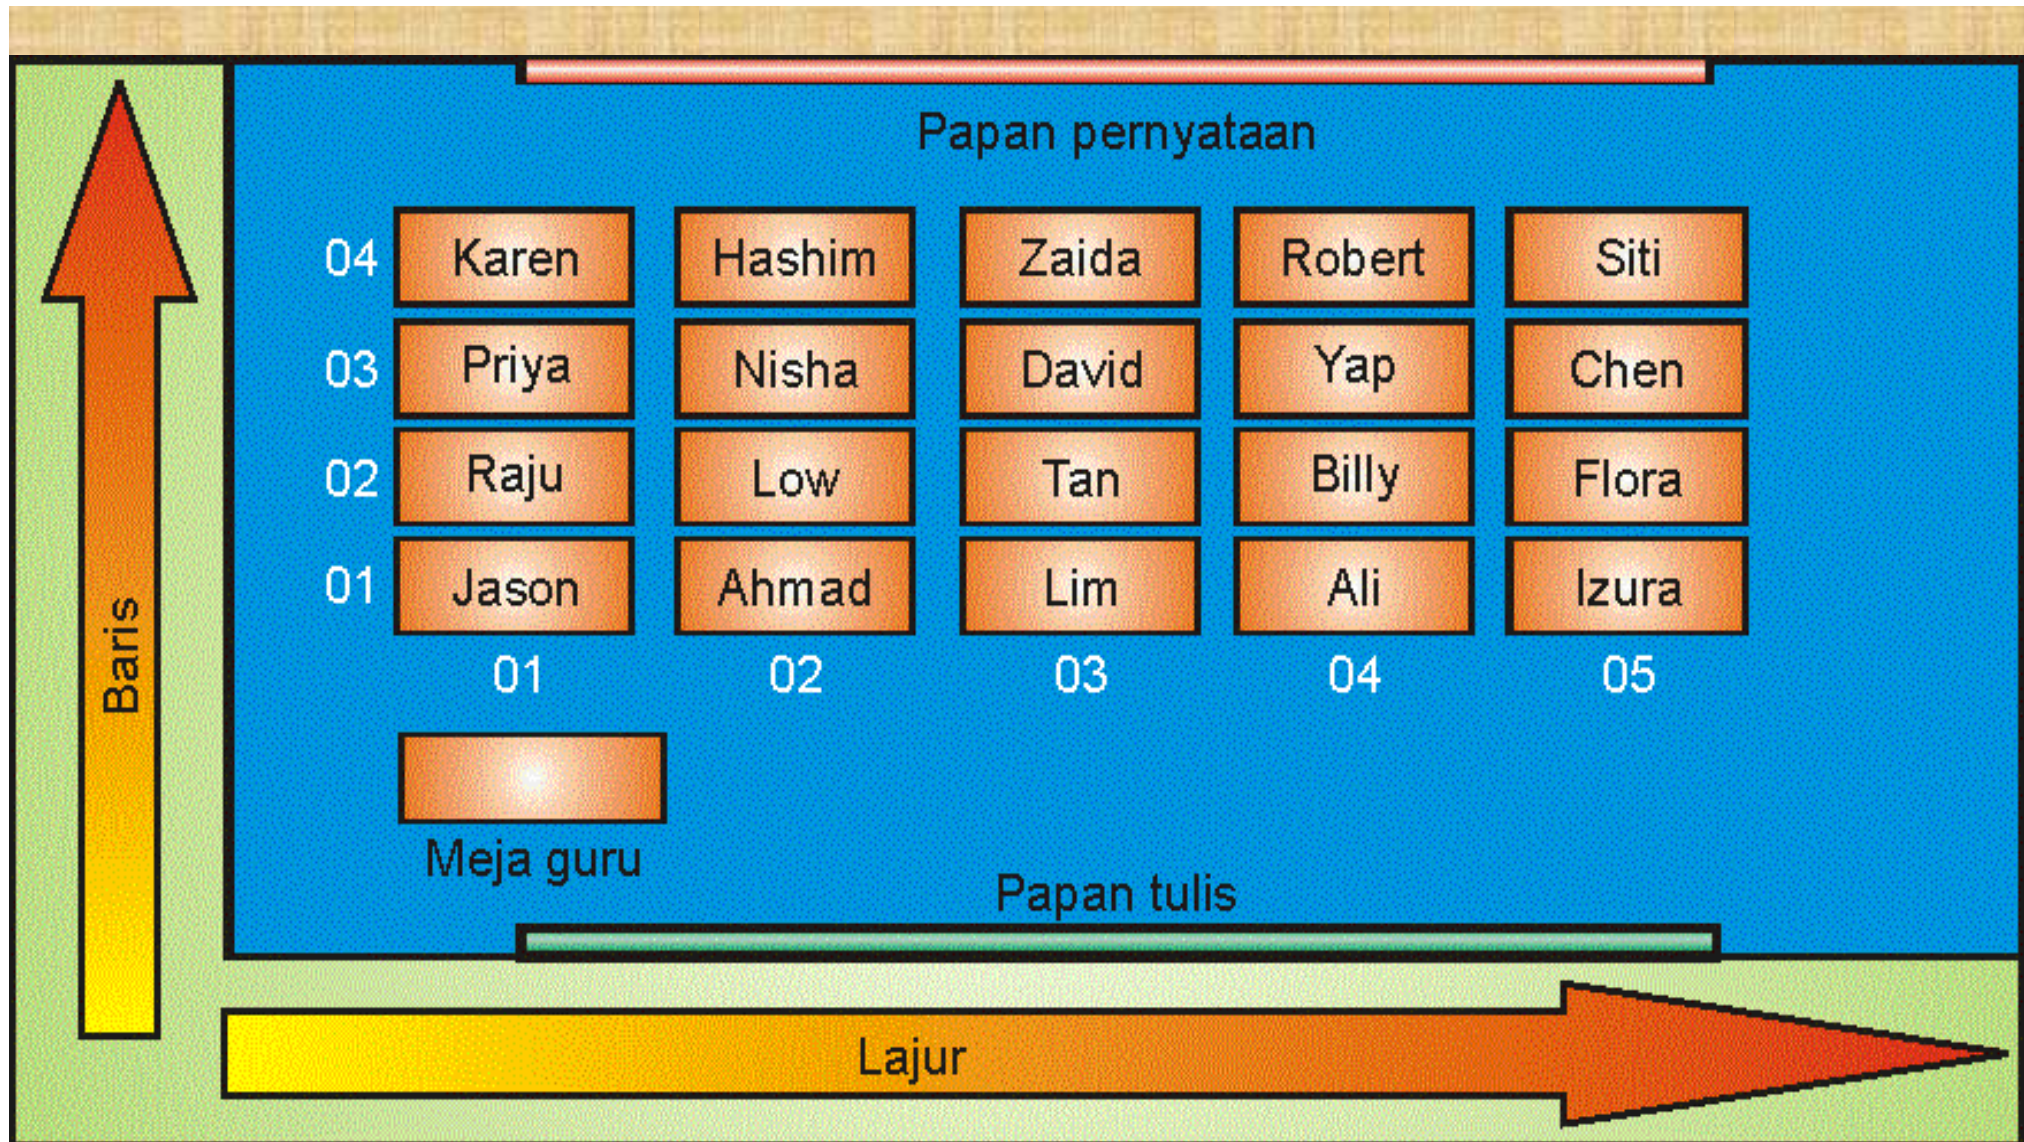 Papan pernyataan
04 Karen Hashim Zaida Robert Siti
03 Priya Nisha David Yap Chen
02 Raju Low Tan Billy Flora
01 Jason Ahmad Lim Ali Izura
01 02 03 04 05
Baris
Meja guru
Papan tulis
Lajur